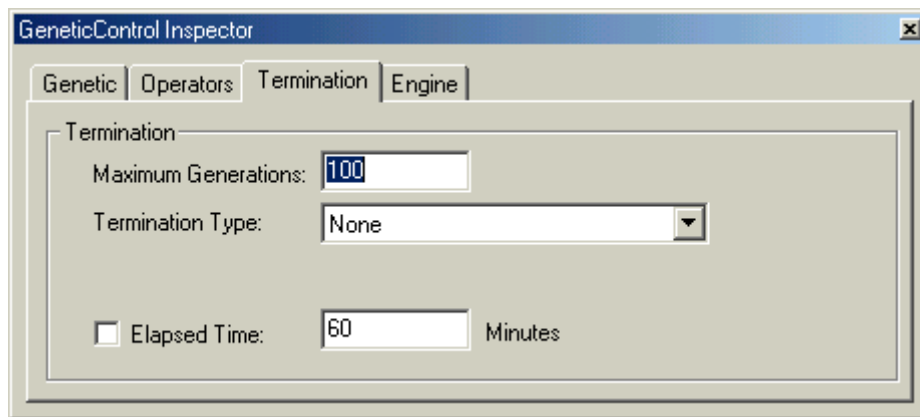 GeneticControl Inspector
Genetic Operators Termination Engine
Termination
Maximum Generations: 100
Termination Type: None
Elapsed Time: 60 Minutes